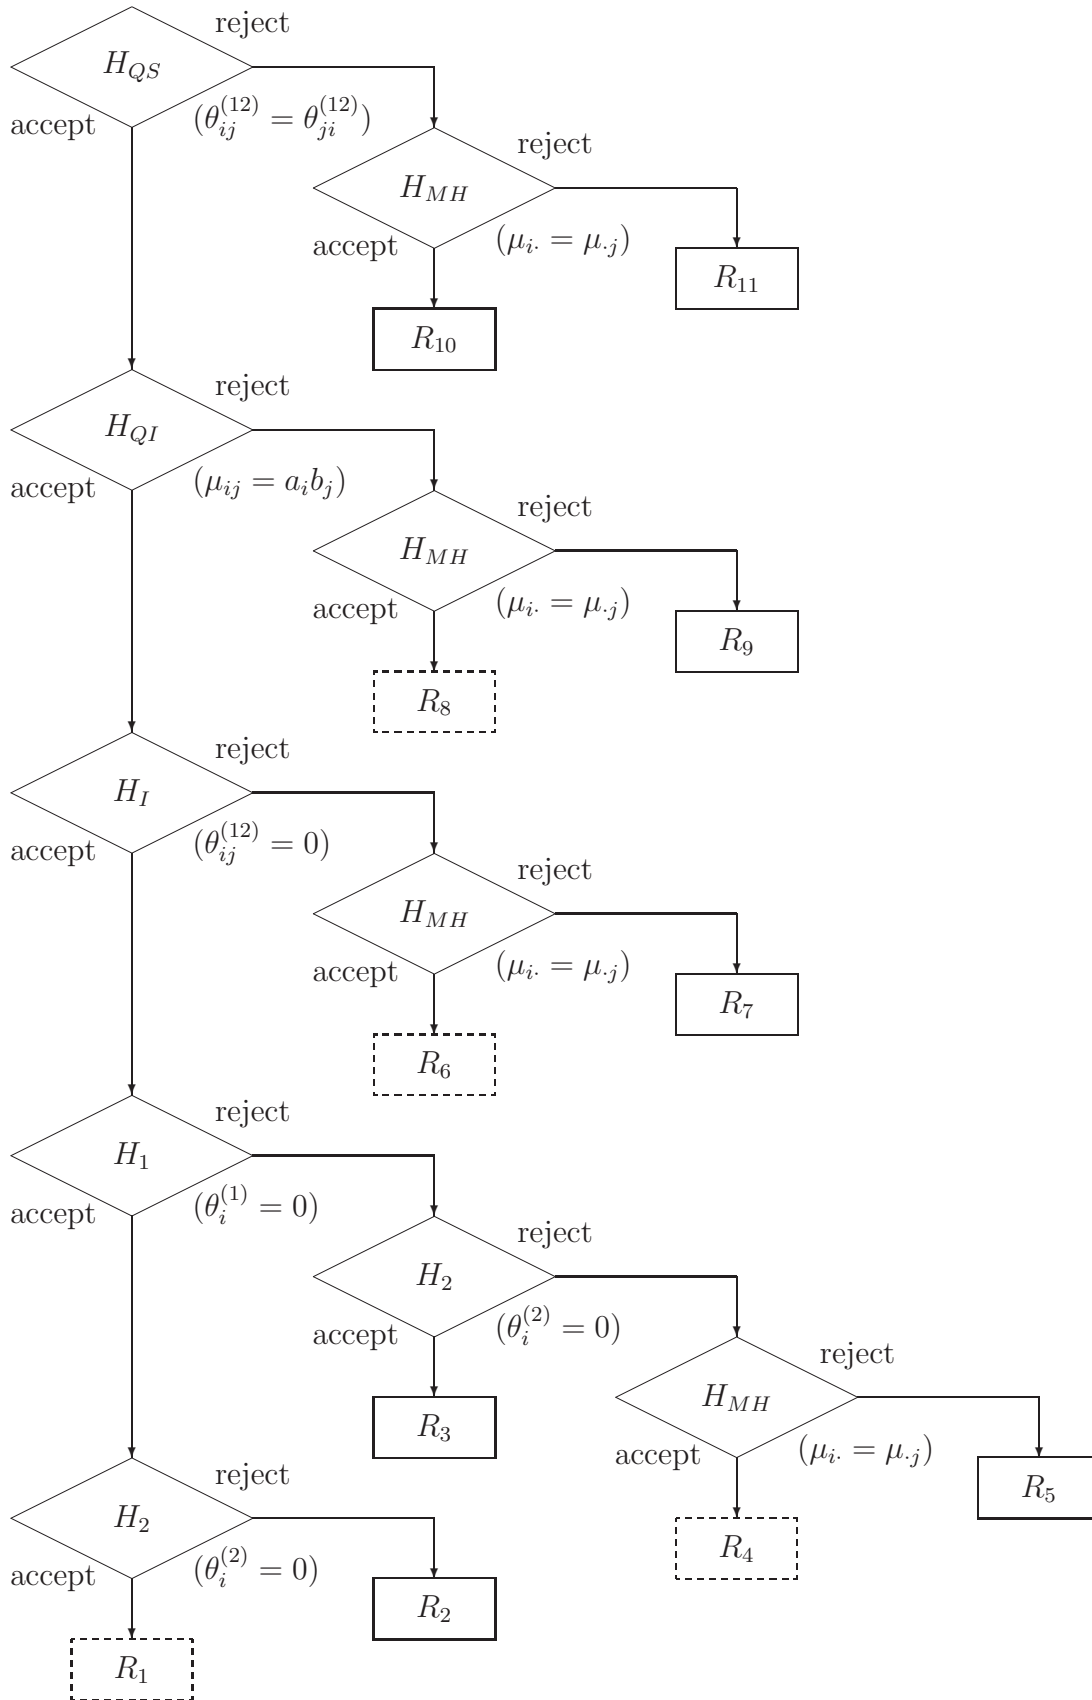 reject
H_{QS}
accept
(θ_{ij}^{(12)} = θ_{ji}^{(12)})
reject
H_{MH}
accept
(μ_{i·} = μ_{·j})
R_{11}
R_{10}
reject
H_{QI}
accept
(μ_{ij} = a_i b_j)
reject
H_{MH}
accept
(μ_{i·} = μ_{·j})
R_9
R_8
reject
H_I
accept
(θ_{ij}^{(12)} = 0)
reject
H_{MH}
accept
(μ_{i·} = μ_{·j})
R_7
R_6
reject
H_1
accept
(θ_i^{(1)} = 0)
reject
H_2
accept
(θ_i^{(2)} = 0)
reject
H_{MH}
accept
(μ_{i·} = μ_{·j})
R_3
R_5
R_4
reject
H_2
accept
(θ_i^{(2)} = 0)
R_2
R_1